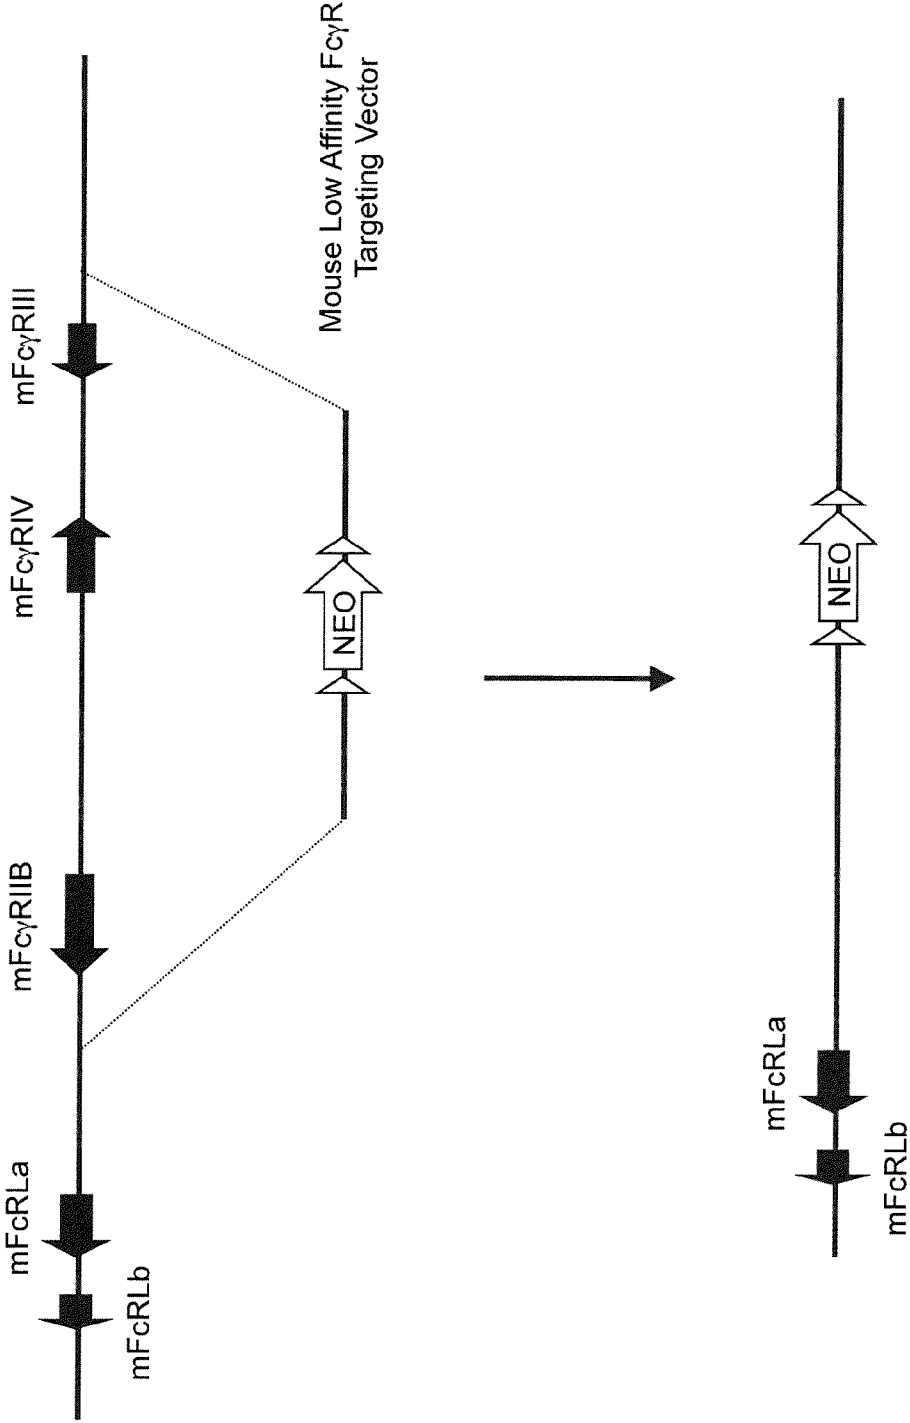 mFcRLa
mFcγRIIB
mFcγRIV
mFcγRIII
mFcRLb
NEO
Mouse Low Affinity FcγR
Targeting Vector
mFcRLa
NEO
mFcRLb